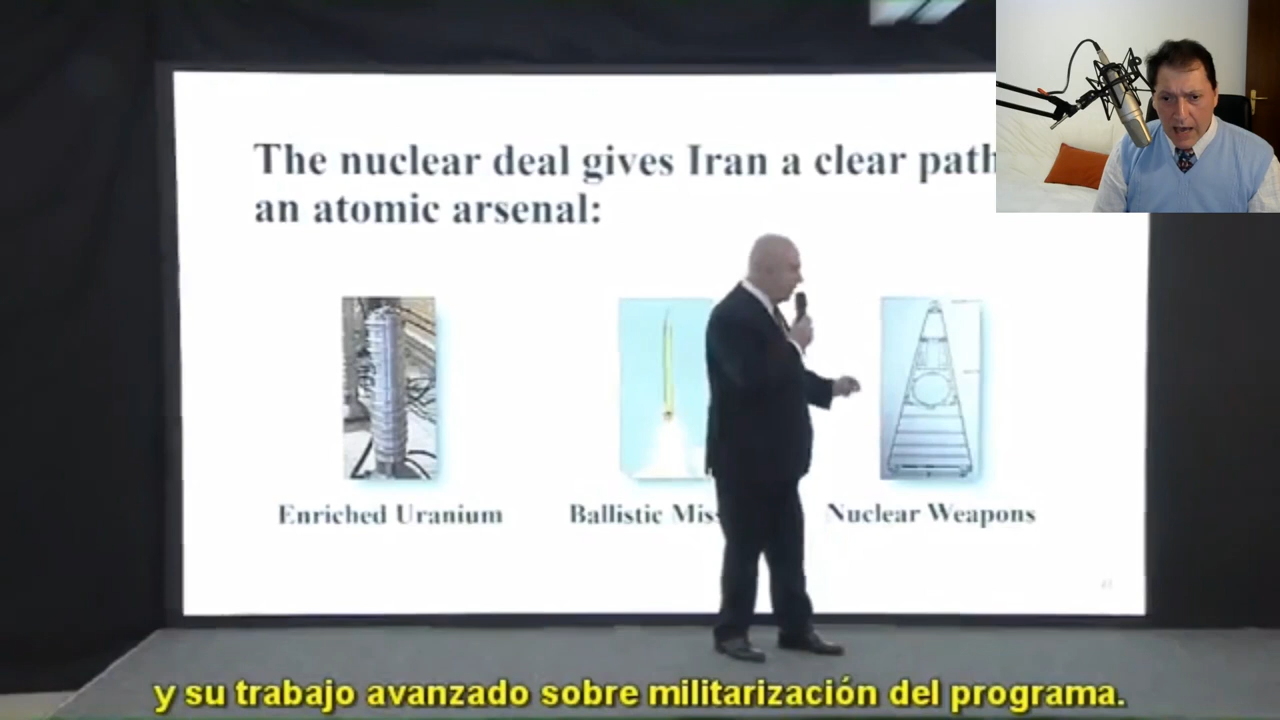 The nuclear deal gives Iran a clear path
an atomic arsenal:
Enriched Uranium
Ballistic
Nuclear Weapons
y su trabajo avanzado sobre militarización del programa.